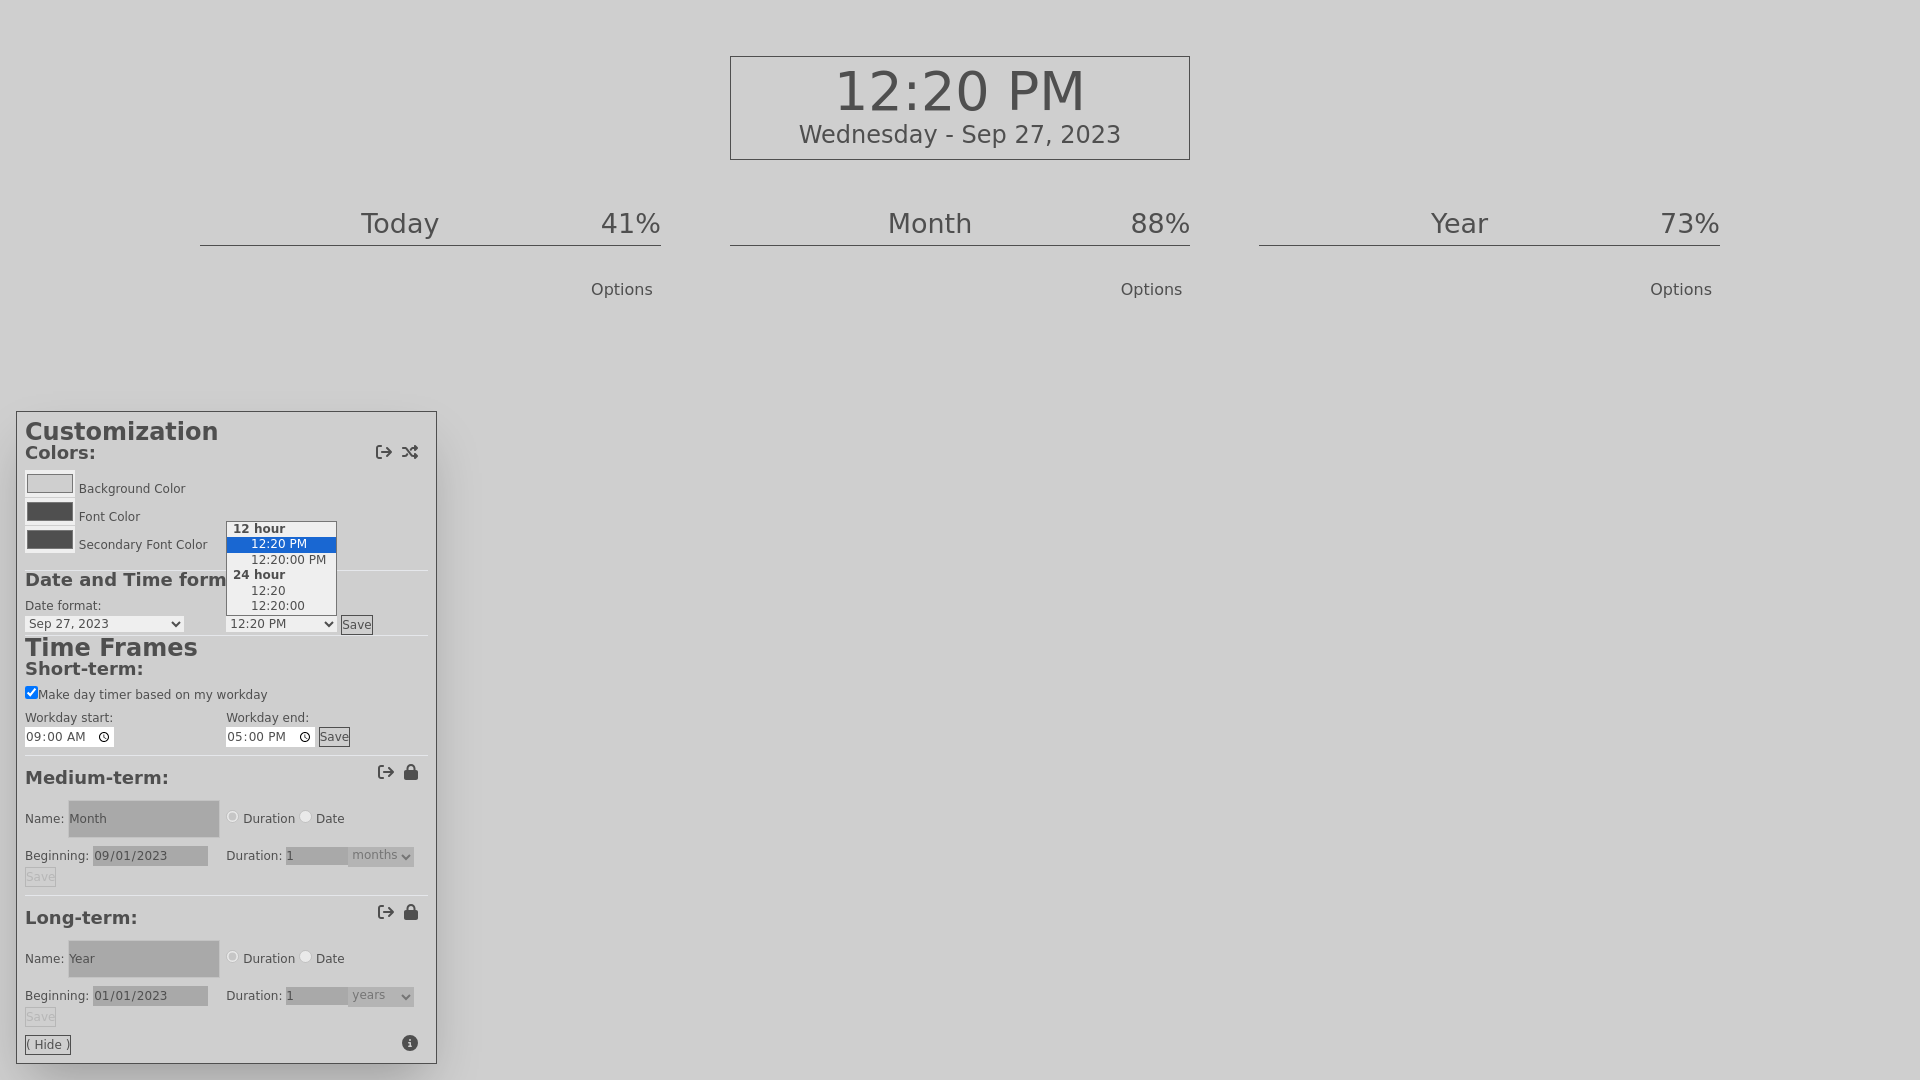 12:20 PM
Wednesday - Sep 27, 2023
Today 41%
Month 88%
Year 73%
Options
Options
Options
Customization
Colors:
Background Color
Font Color
Secondary Font Color
12 hour
12:20 PM
12:20:00 PM
24 hour
12:20
12:20:00
Date and Time form
Date format:
Sep 27, 2023 12:20 PM Save
Time Frames
Short-term:
Make day timer based on my workday
Workday start: Workday end:
09:00 AM 05:00 PM Save
Medium-term:
Name: Month Duration Date
Beginning: 09/01/2023 Duration: 1 months
Save
Long-term:
Name: Year Duration Date
Beginning: 01/01/2023 Duration: 1 years
Save
( Hide )